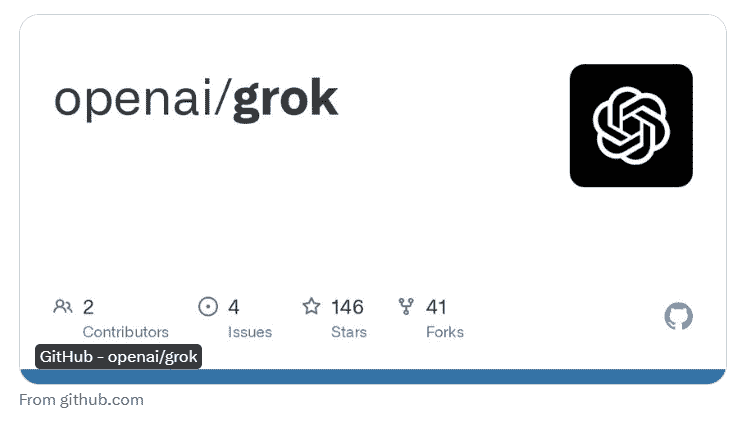 openai/grok
2 4 146 41
Contributors Issues Stars Forks
GitHub - openai/grok
From github.com